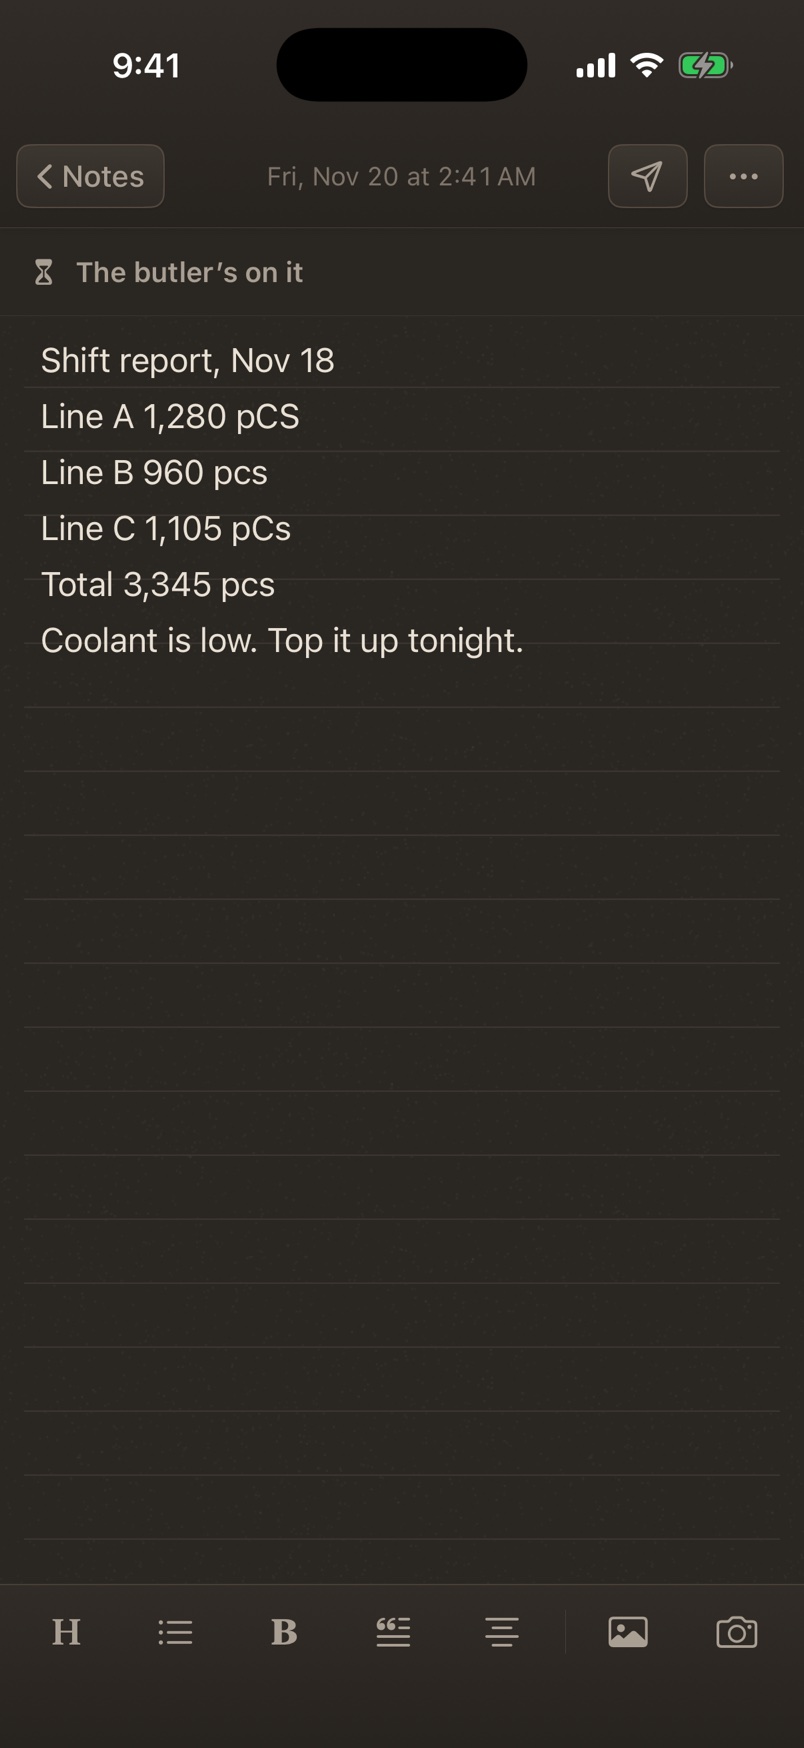 9:41
Notes
Fri, Nov 20 at 2:41 AM
The butler's on it
Shift report, Nov 18
Line A 1,280 pCS
Line B 960 pcs
Line C 1,105 pCs
Total 3,345 pcs
Coolant is low. Top it up tonight.
H B